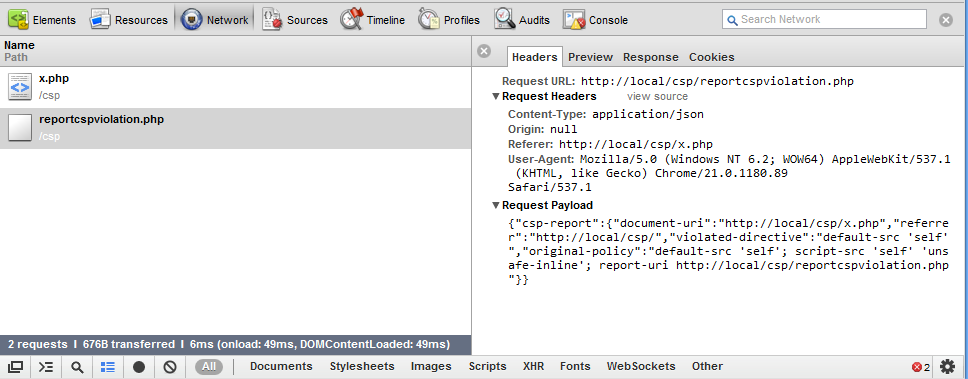 Elements Resources Network Sources Timeline Profiles Audits Console Search Network
Name
Path
x.php
/csp
reportcspviolation.php
/csp
2 requests I 676B transferred I 6ms (onload: 49ms, DOMContentLoaded: 49ms)
Headers Preview Response Cookies
Request URL: http://local/csp/reportcspviolation.php
Request Headers view source
Content-Type: application/json
Origin: null
Referer: http://local/csp/x.php
User-Agent: Mozilla/5.0 (Windows NT 6.2; WOW64) AppleWebKit/537.1
(KHTML, like Gecko) Chrome/21.0.1180.89
Safari/537.1
Request Payload
{"csp-report":{"document-uri":"http://local/csp/x.php","referre
r":"http://local/csp/","violated-directive":"default-src 'self'
","original-policy":"default-src 'self'; script-src 'self' 'uns
afe-inline'; report-uri http://local/csp/reportcspviolation.php
"}}
All Documents Stylesheets Images Scripts XHR Fonts WebSockets Other 2